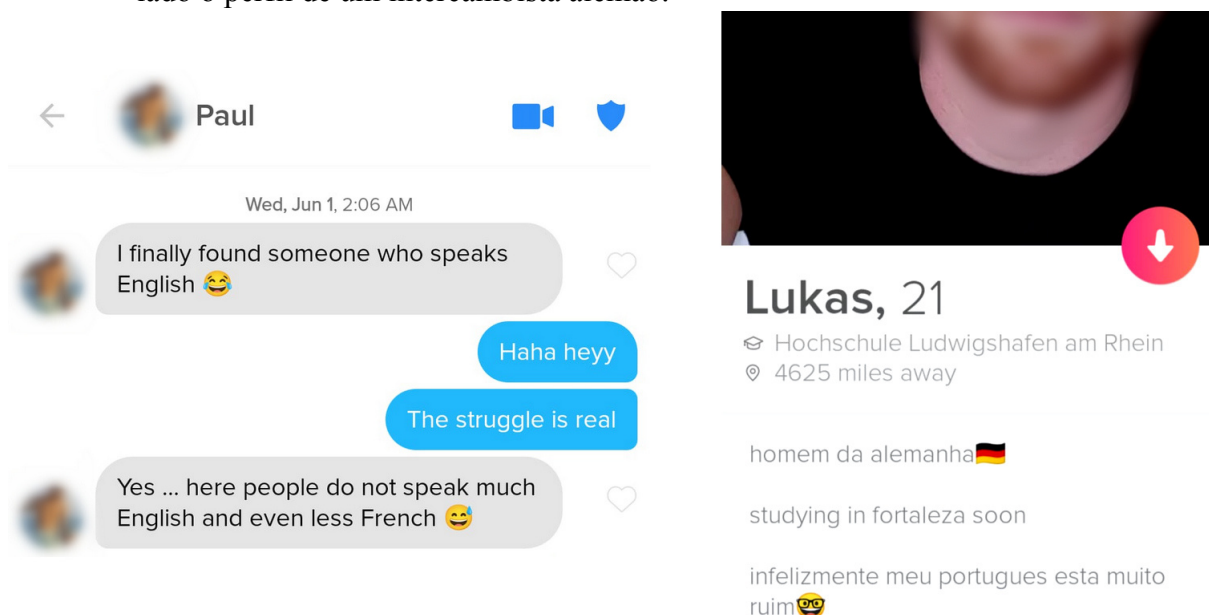 lado o perfil de um intercambista alemão.
Paul
Wed, Jun 1, 2:06 AM
I finally found someone who speaks
English 😂
Haha heyy
The struggle is real
Yes ... here people do not speak much
English and even less French 😅
Lukas, 21
Hochschule Ludwigshafen am Rhein
4625 miles away
homem da alemanha🇩🇪
studying in fortaleza soon
infelizmente meu portugues esta muito
ruim🤓